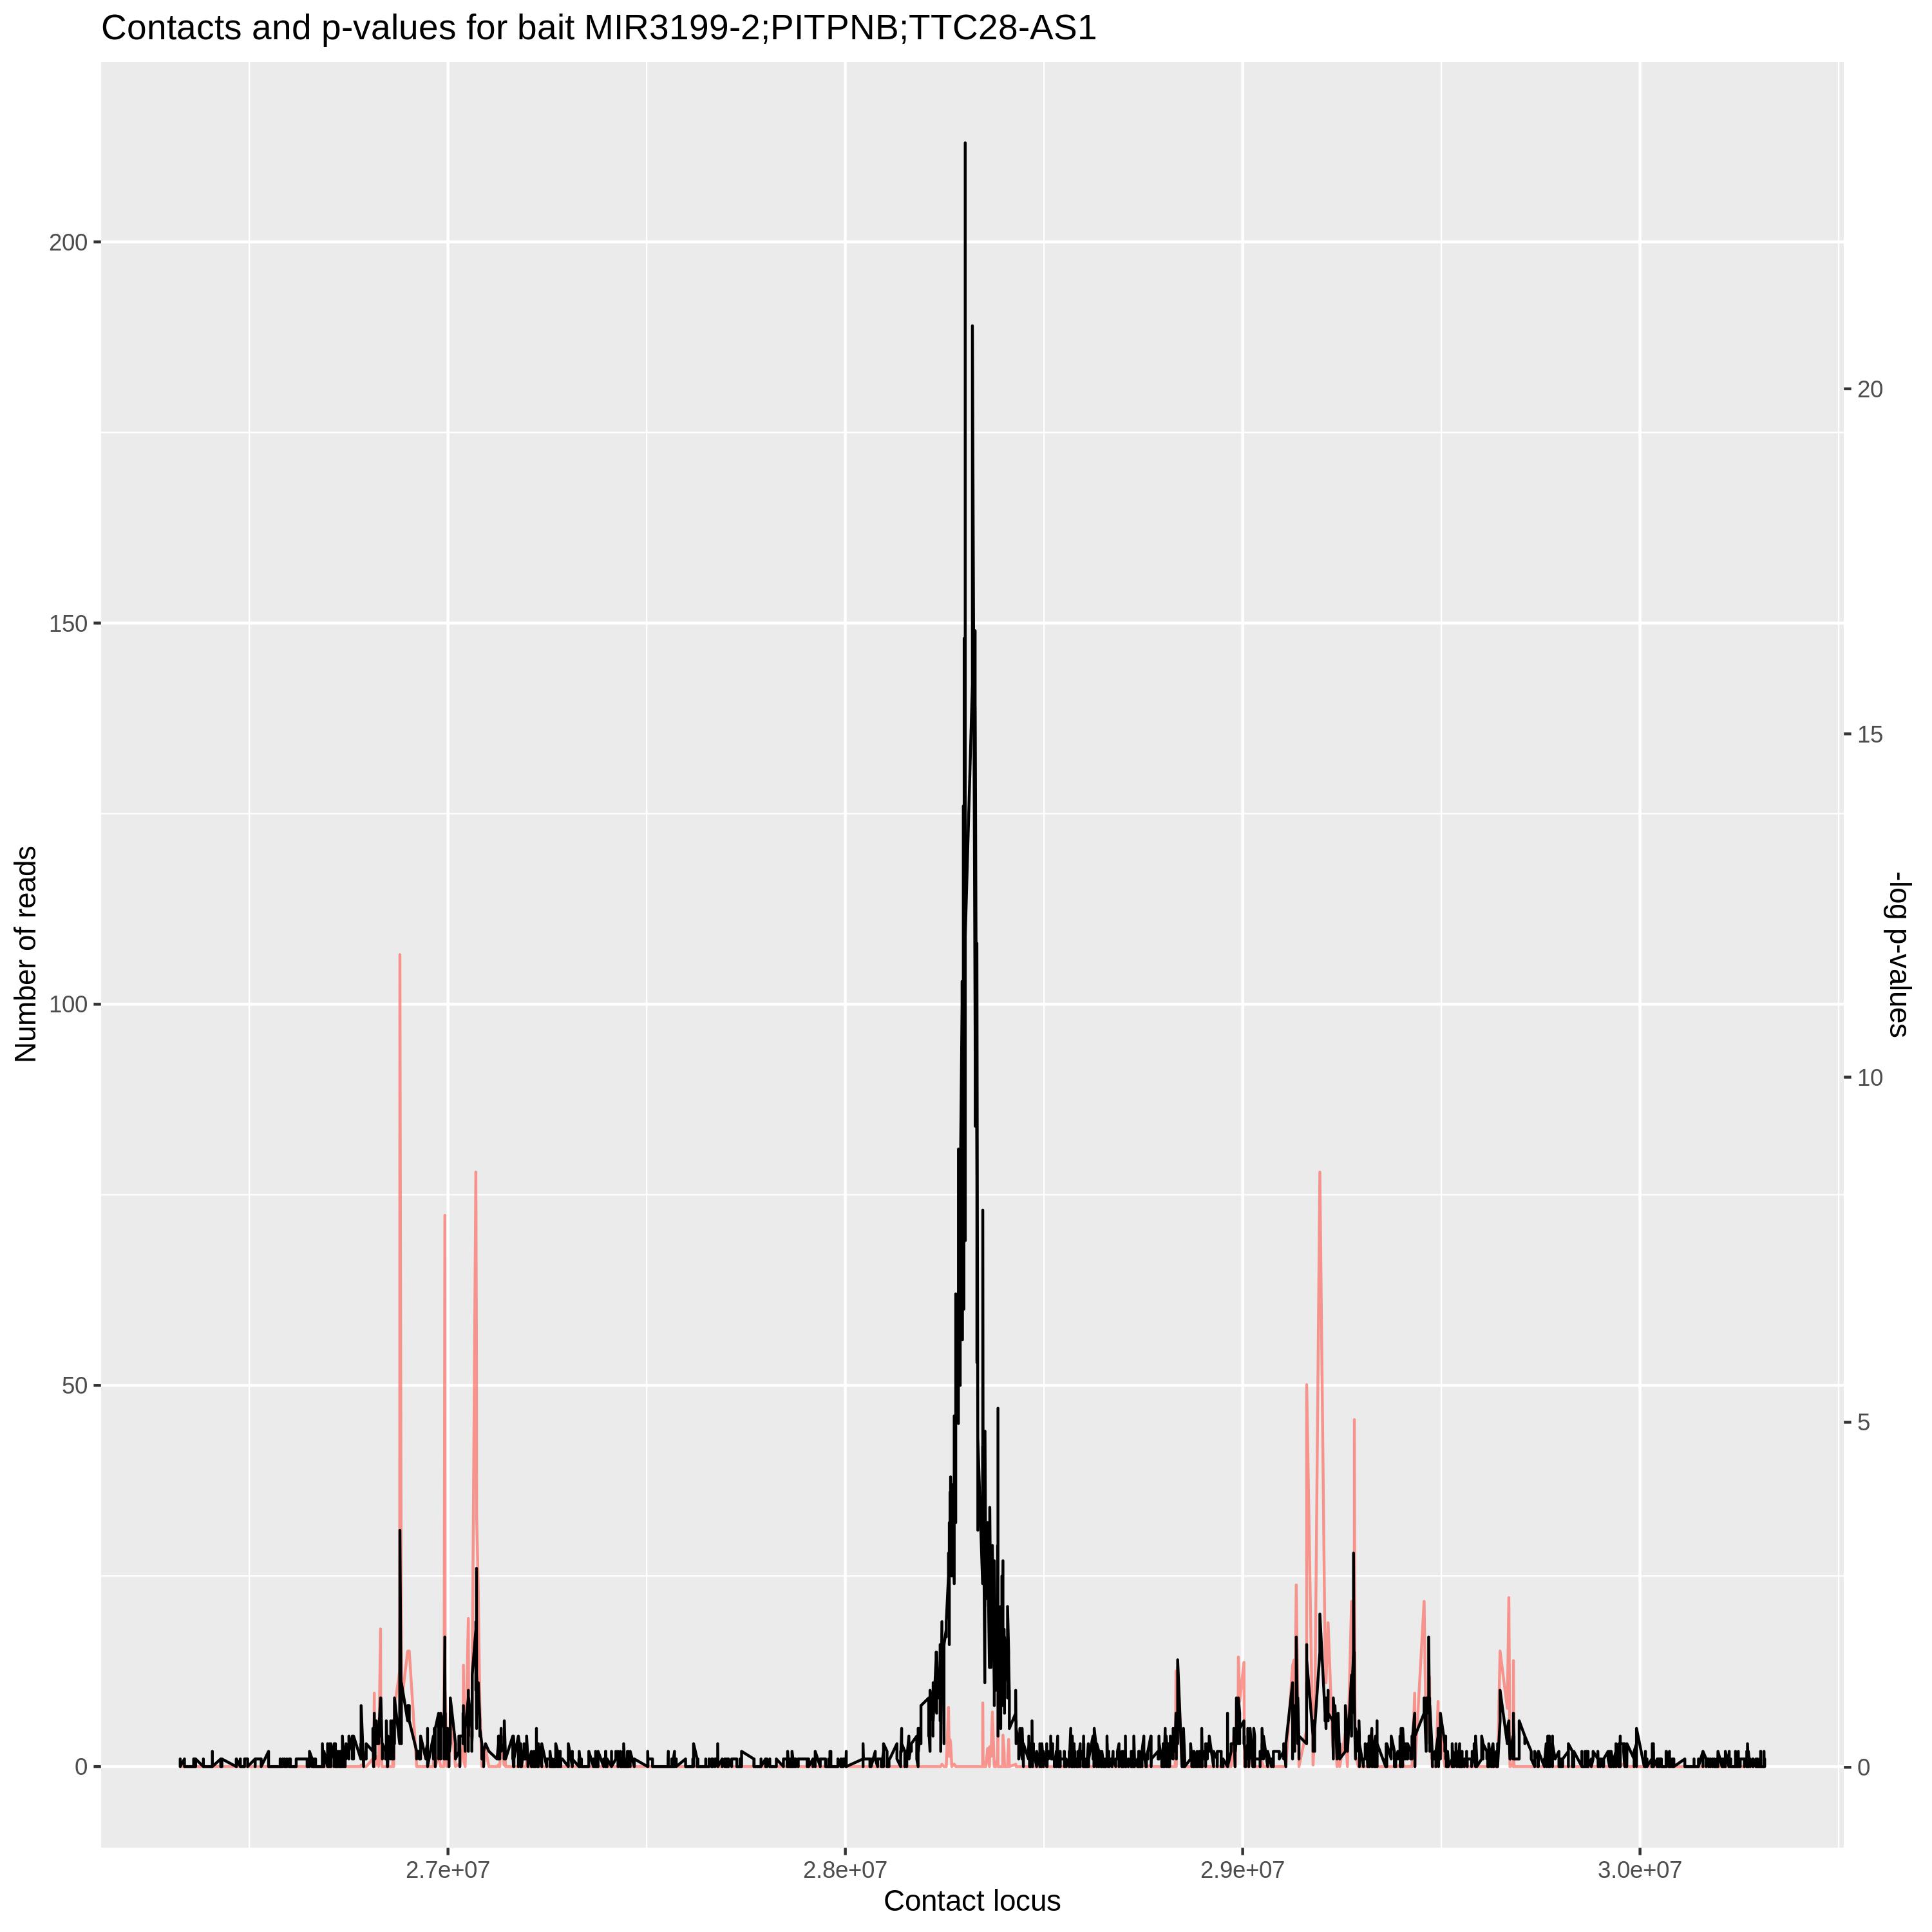 Contacts and p-values for bait MIR3199-2;PITPNB;TTC28-AS1
200
150
100
50
0
Number of reads
20
15
10
5
0
-log p-values
2.7e+07
2.8e+07
2.9e+07
3.0e+07
Contact locus